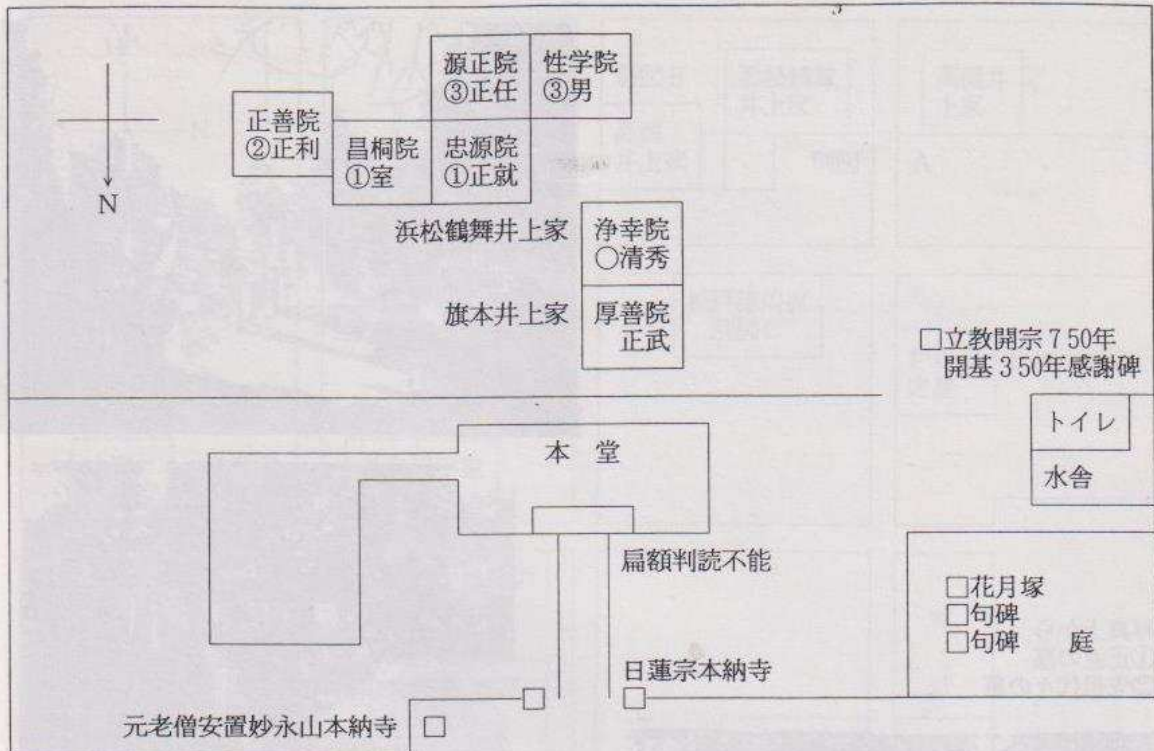 源正院
③正任
性学院
③男
正善院
②正利
昌桐院
①室
忠源院
①正就
N
浜松鶴舞井上家
浄幸院
○清秀
旗本井上家
厚善院
正武
□立教開宗750年
開基350年感謝碑
トイレ
水舎
本堂
扁額判読不能
□花月塚
□句碑
□句碑
庭
日蓮宗本納寺
元老僧安置妙永山本納寺